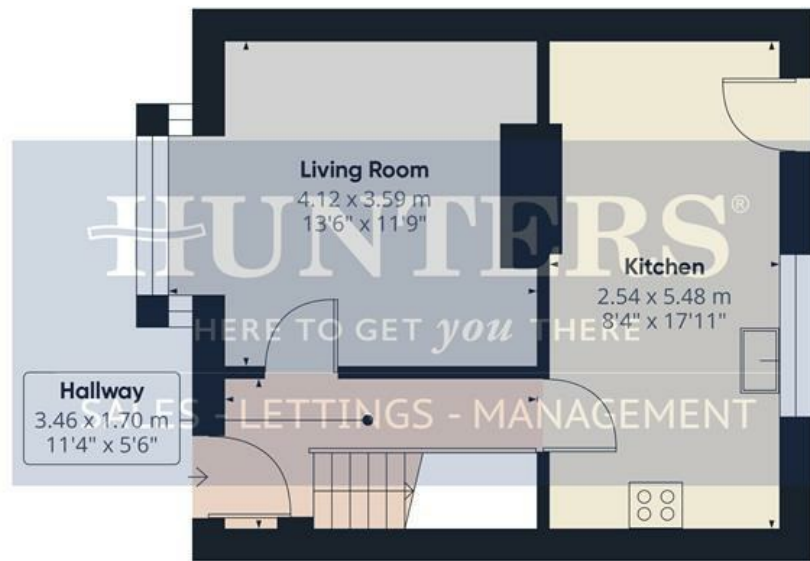 Living Room
4.12 x 3.59 m
13'6" x 11'9"
HUNTERS®
Kitchen
2.54 x 5.48 m
8'4" x 17'11"
HERE TO GET you THERE
Hallway
3.46 x 1.70 m
11'4" x 5'6"
SALES - LETTINGS - MANAGEMENT